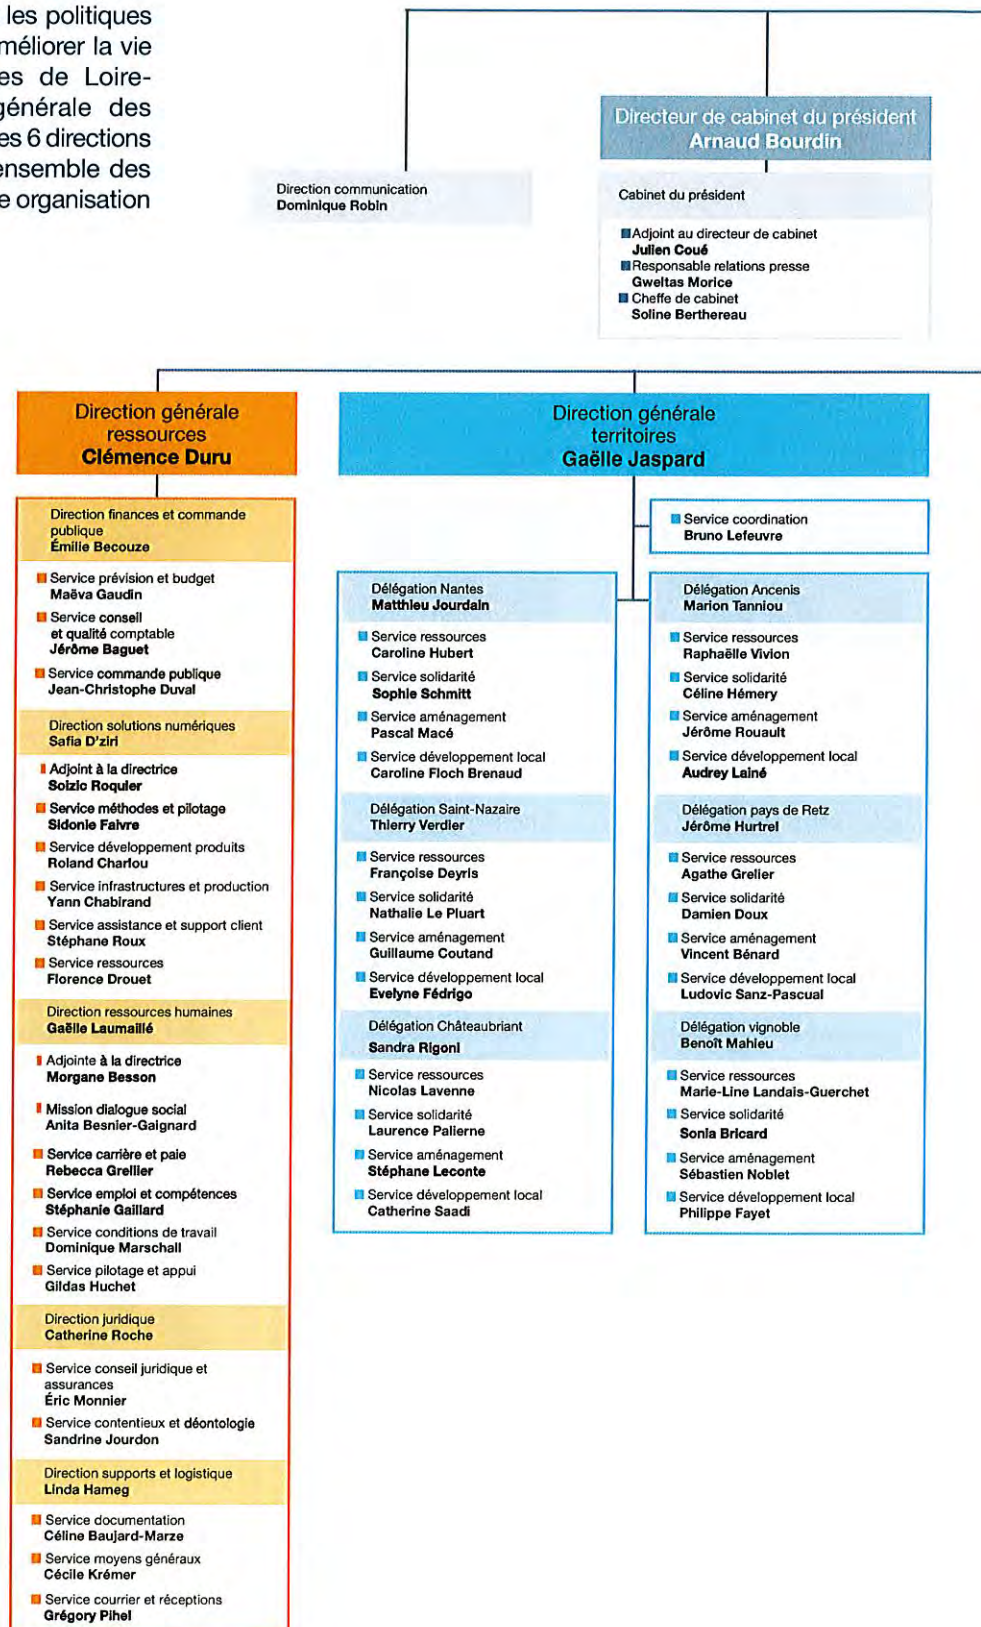 les politiques
méliorer la vie
es de Loire-
générale des
es 6 directions
ensemble des
e organisation
Directeur de cabinet du président
Arnaud Bourdin
Direction communication
Dominique Robin
Cabinet du président
Adjoint au directeur de cabinet
Julien Coué
Responsable relations presse
Gweltas Morice
Cheffe de cabinet
Soline Berthereau
Direction générale
ressources
Clémence Duru
Direction finances et commande
publique
Émilie Becouze
Service prévision et budget
Maëva Gaudin
Service conseil
et qualité comptable
Jérôme Baguet
Service commande publique
Jean-Christophe Duval
Direction solutions numériques
Safia D'ziri
Adjoint à la directrice
Soizic Roquier
Service méthodes et pilotage
Sidonie Faivre
Service développement produits
Roland Charlou
Service infrastructures et production
Yann Chabirand
Service assistance et support client
Stéphane Roux
Service ressources
Florence Drouet
Direction ressources humaines
Gaëlle Laumaillé
Adjointe à la directrice
Morgane Besson
Mission dialogue social
Anita Besnier-Gaignard
Service carrière et paie
Rebecca Grellier
Service emploi et compétences
Stéphanie Gaillard
Service conditions de travail
Dominique Marschall
Service pilotage et appui
Gildas Huchet
Direction juridique
Catherine Roche
Service conseil juridique et
assurances
Éric Monnier
Service contentieux et déontologie
Sandrine Jourdon
Direction supports et logistique
Linda Hameg
Service documentation
Céline Baujard-Marze
Service moyens généraux
Cécile Krémer
Service courrier et réceptions
Grégory Pihel
Direction générale
territoires
Gaëlle Jaspard
Service coordination
Bruno Lefeuvre
Délégation Nantes
Matthieu Jourdain
Service ressources
Caroline Hubert
Service solidarité
Sophie Schmitt
Service aménagement
Pascal Macé
Service développement local
Caroline Floch Brenaud
Délégation Saint-Nazaire
Thierry Verdier
Service ressources
Françoise Deyris
Service solidarité
Nathalie Le Pluart
Service aménagement
Guillaume Coutand
Service développement local
Evelyne Fédrigo
Délégation Châteaubriant
Sandra Rigoni
Service ressources
Nicolas Lavenne
Service solidarité
Laurence Palierne
Service aménagement
Stéphane Leconte
Service développement local
Catherine Saadi
Délégation Ancenis
Marion Tanniou
Service ressources
Raphaëlle Vivion
Service solidarité
Céline Hémery
Service aménagement
Jérôme Rouault
Service développement local
Audrey Lainé
Délégation pays de Retz
Jérôme Hurtrel
Service ressources
Agathe Grelier
Service solidarité
Damien Doux
Service aménagement
Vincent Bénard
Service développement local
Ludovic Sanz-Pascual
Délégation vignoble
Benoît Mahieu
Service ressources
Marie-Line Landais-Guerchet
Service solidarité
Sonia Bricard
Service aménagement
Sébastien Noblet
Service développement local
Philippe Fayet